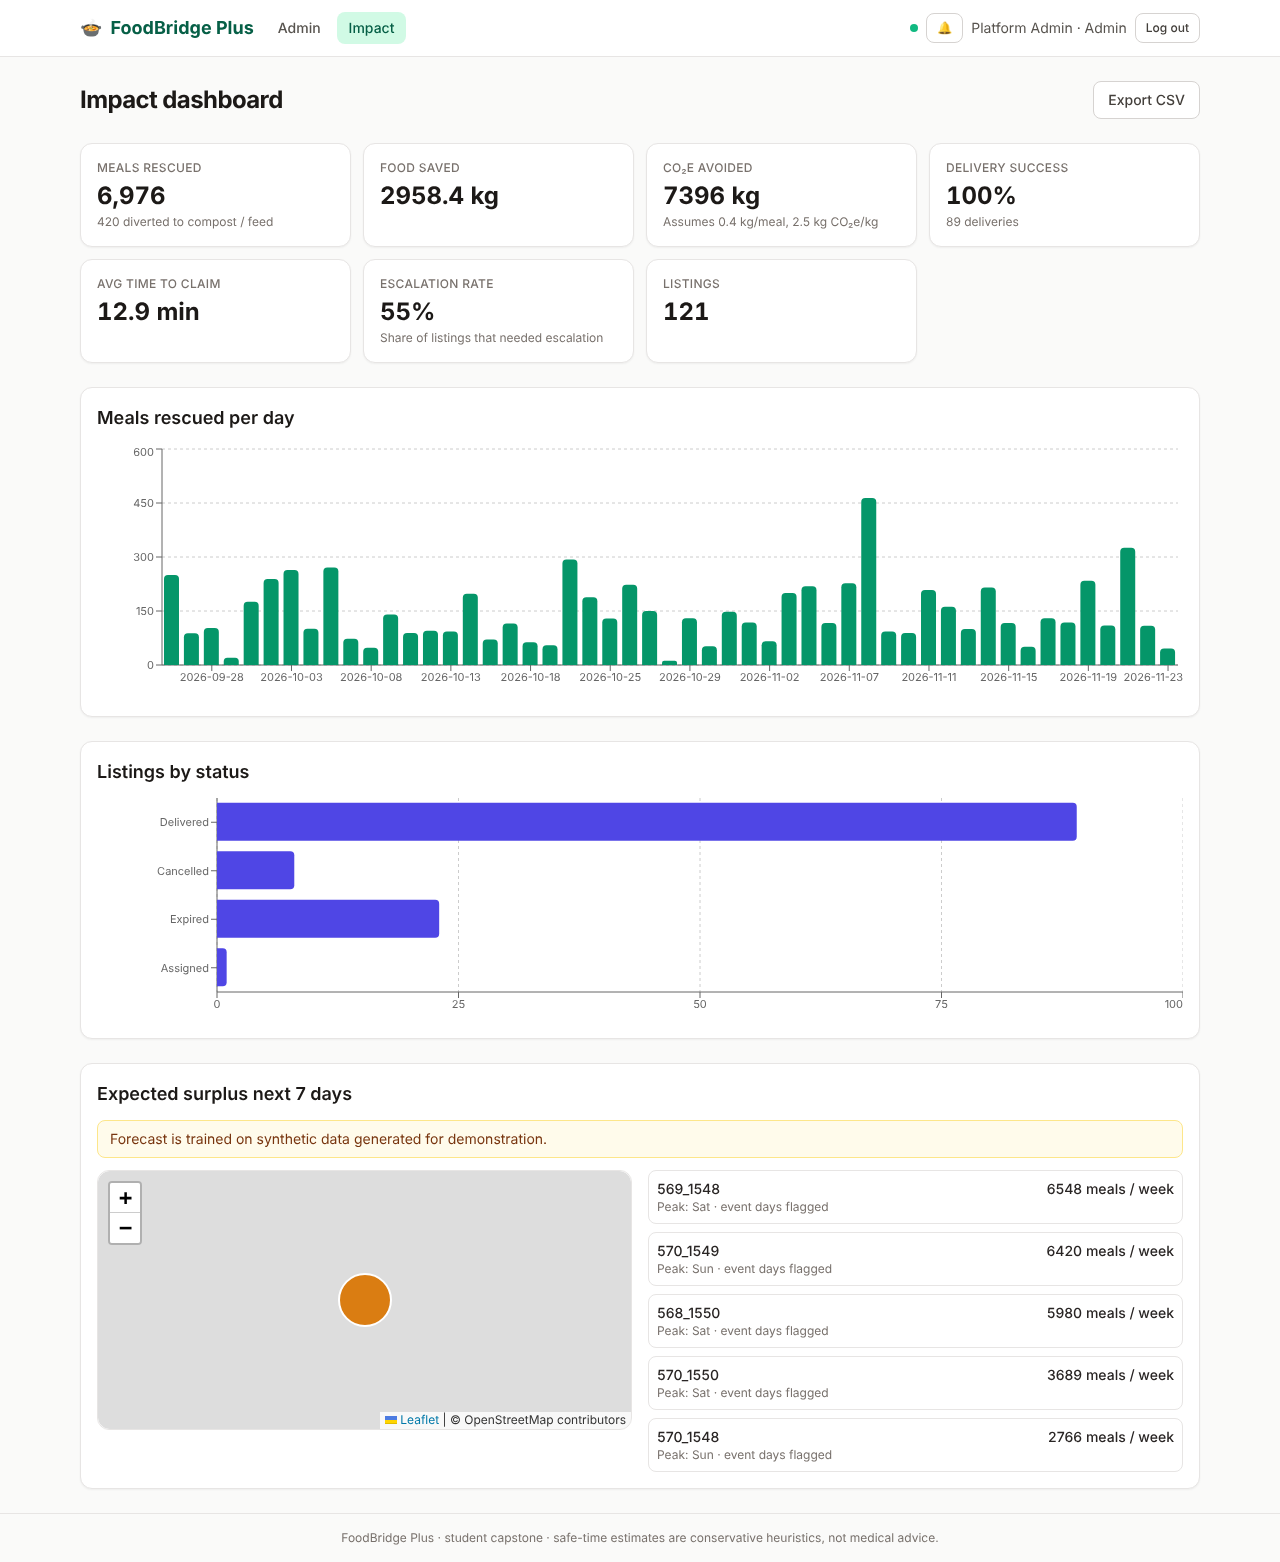 FoodBridge Plus
Admin
Impact
Platform Admin · Admin
Log out
Impact dashboard
Export CSV
MEALS RESCUED
6,976
420 diverted to compost / feed
FOOD SAVED
2958.4 kg
CO₂E AVOIDED
7396 kg
Assumes 0.4 kg/meal, 2.5 kg CO₂e/kg
DELIVERY SUCCESS
100%
89 deliveries
AVG TIME TO CLAIM
12.9 min
ESCALATION RATE
55%
Share of listings that needed escalation
LISTINGS
121
Meals rescued per day
600
450
300
150
0
2026-09-28 2026-10-03 2026-10-08 2026-10-13 2026-10-18 2026-10-25 2026-10-29 2026-11-02 2026-11-07 2026-11-11 2026-11-15 2026-11-19 2026-11-23
Listings by status
Delivered
Cancelled
Expired
Assigned
0 25 50 75 100
Expected surplus next 7 days
Forecast is trained on synthetic data generated for demonstration.
+
−
Leaflet | © OpenStreetMap contributors
569_1548 6548 meals / week
Peak: Sat · event days flagged
570_1549 6420 meals / week
Peak: Sun · event days flagged
568_1550 5980 meals / week
Peak: Sat · event days flagged
570_1550 3689 meals / week
Peak: Sat · event days flagged
570_1548 2766 meals / week
Peak: Sun · event days flagged
FoodBridge Plus · student capstone · safe-time estimates are conservative heuristics, not medical advice.